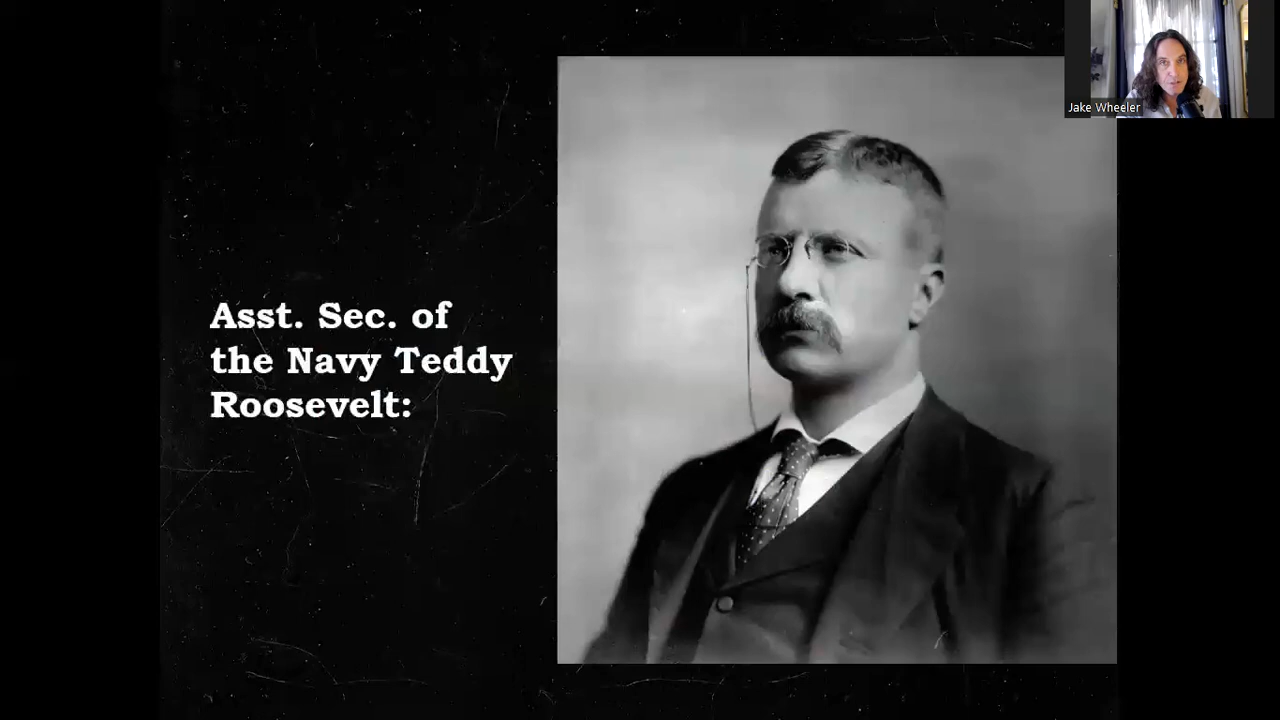 Asst. Sec. of
the Navy Teddy
Roosevelt:
Jake Wheeler